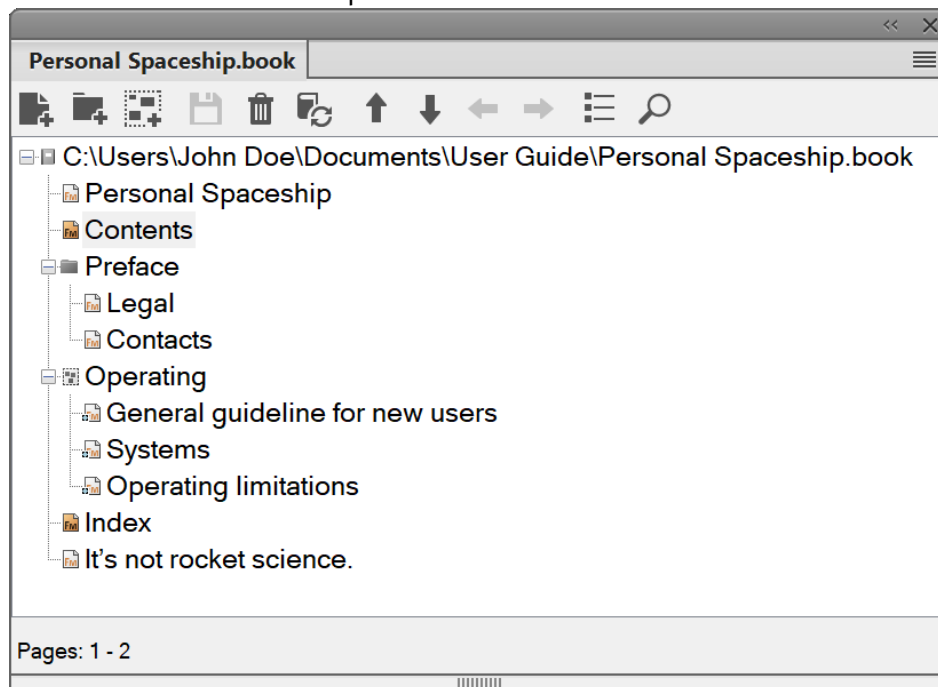 Personal Spaceship.book
C:\Users\John Doe\Documents\User Guide\Personal Spaceship.book
Personal Spaceship
Contents
Preface
Legal
Contacts
Operating
General guideline for new users
Systems
Operating limitations
Index
It’s not rocket science.
Pages: 1 - 2